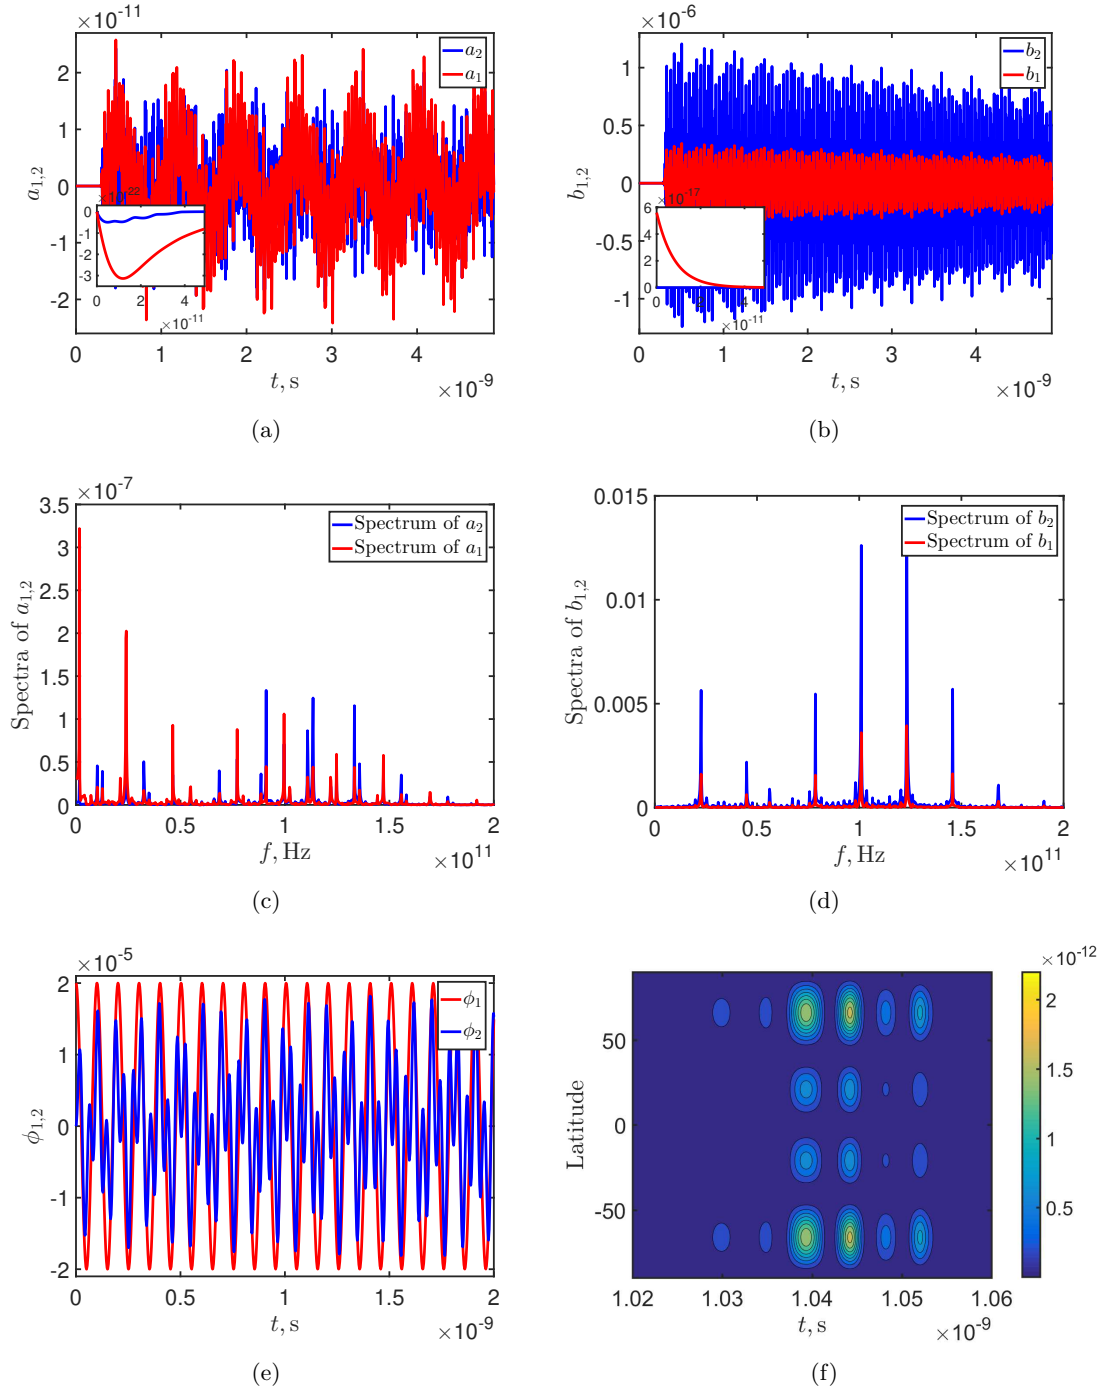 ×10⁻¹¹
a₂
a₁
2
1
0
-1
-2
a₁,₂
0
-1
-2
-3
0 2 4
×10⁻¹¹
0 1 2 3 4
t, s
×10⁻⁹
(a)
×10⁻⁶
b₂
b₁
1
0.5
0
-0.5
-1
b₁,₂
×10⁻¹⁷
6
4
2
0
0 4
×10⁻¹¹
0 1 2 3 4
t, s
×10⁻⁹
(b)
×10⁻⁷
Spectrum of a₂
Spectrum of a₁
3.5
3
2.5
2
1.5
1
0.5
0
Spectra of a₁,₂
0 0.5 1 1.5 2
f, Hz
×10¹¹
(c)
Spectrum of b₂
Spectrum of b₁
0.015
0.01
0.005
0
Spectra of b₁,₂
0 0.5 1 1.5 2
f, Hz
×10¹¹
(d)
×10⁻⁵
ϕ₁
ϕ₂
2
1
0
-1
-2
ϕ₁,₂
0 0.5 1 1.5 2
t, s
×10⁻⁹
(e)
×10⁻¹²
2
1.5
1
0.5
50
0
-50
Latitude
1.02 1.03 1.04 1.05 1.06
t, s
×10⁻⁹
(f)